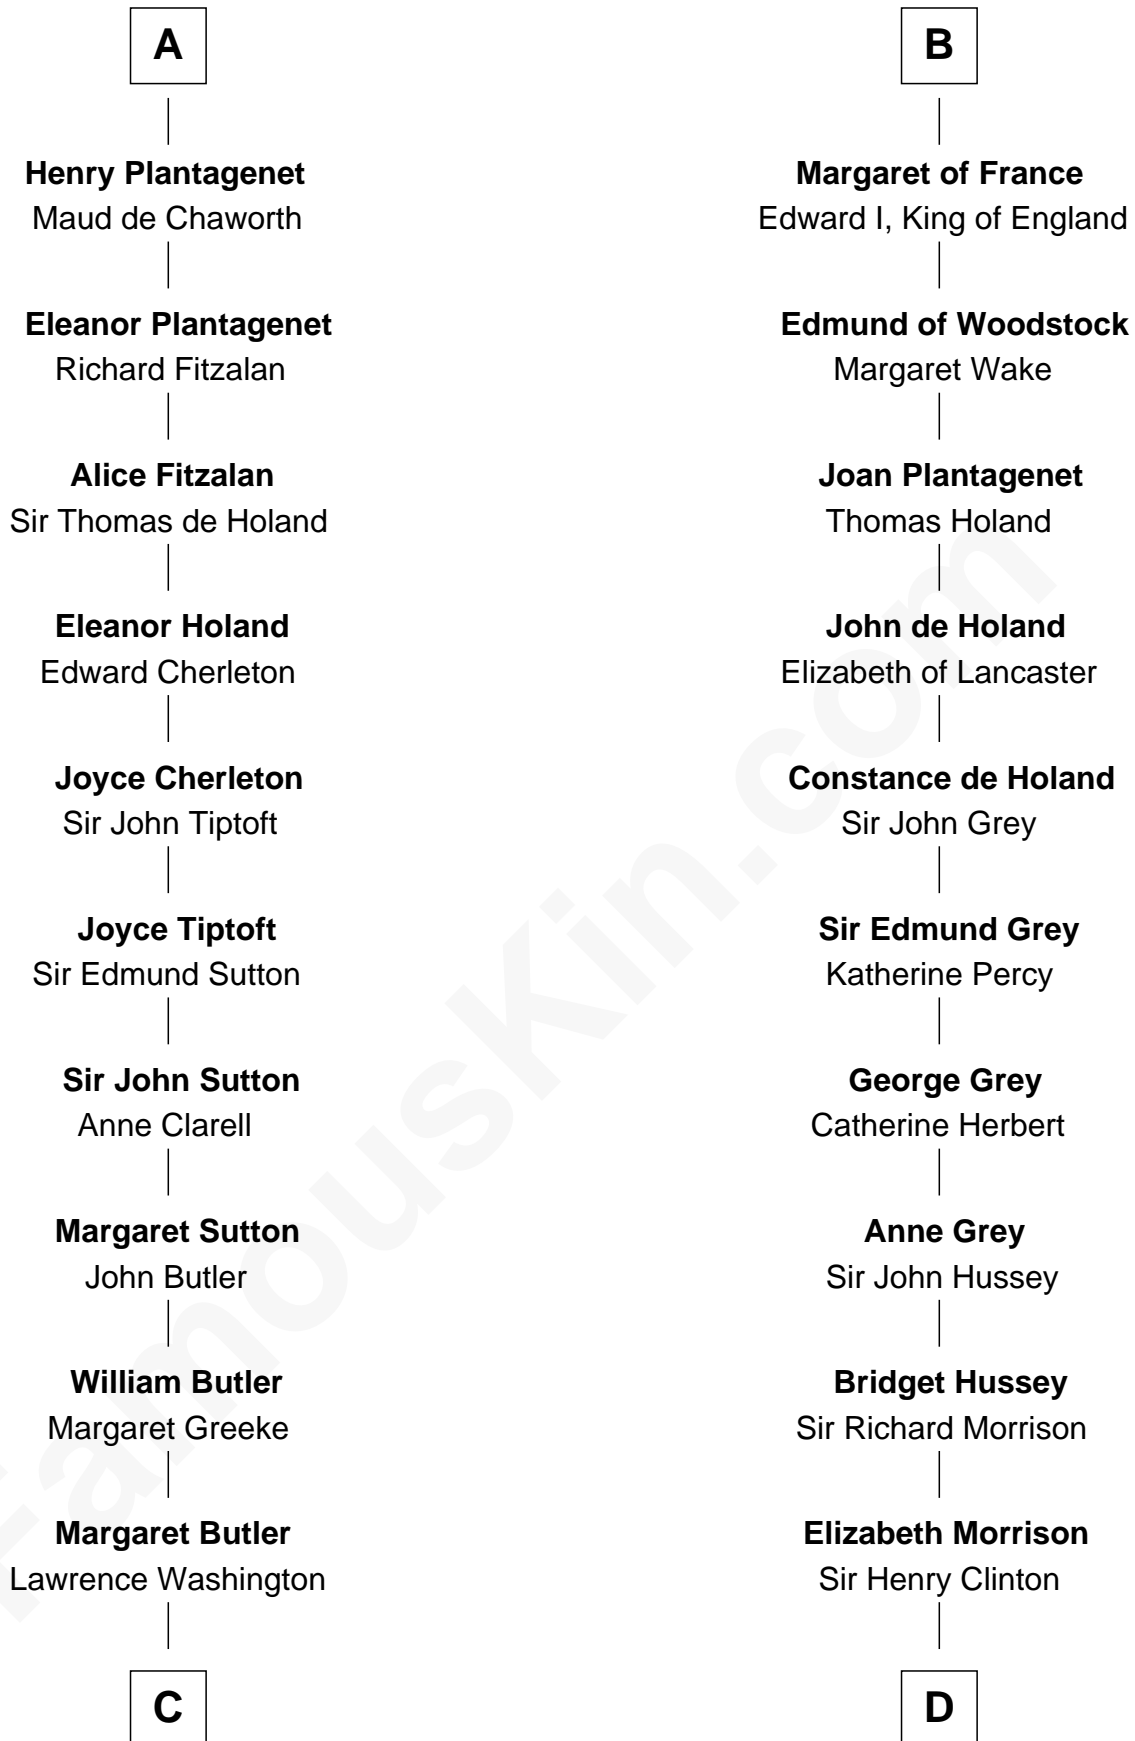 A
Henry Plantagenet
Maud de Chaworth
Eleanor Plantagenet
Richard Fitzalan
Alice Fitzalan
Sir Thomas de Holand
Eleanor Holand
Edward Cherleton
Joyce Cherleton
Sir John Tiptoft
Joyce Tiptoft
Sir Edmund Sutton
Sir John Sutton
Anne Clarell
Margaret Sutton
John Butler
William Butler
Margaret Greeke
Margaret Butler
Lawrence Washington
C
B
Margaret of France
Edward I, King of England
Edmund of Woodstock
Margaret Wake
Joan Plantagenet
Thomas Holand
John de Holand
Elizabeth of Lancaster
Constance de Holand
Sir John Grey
Sir Edmund Grey
Katherine Percy
George Grey
Catherine Herbert
Anne Grey
Sir John Hussey
Bridget Hussey
Sir Richard Morrison
Elizabeth Morrison
Sir Henry Clinton
D
FamousKin.com